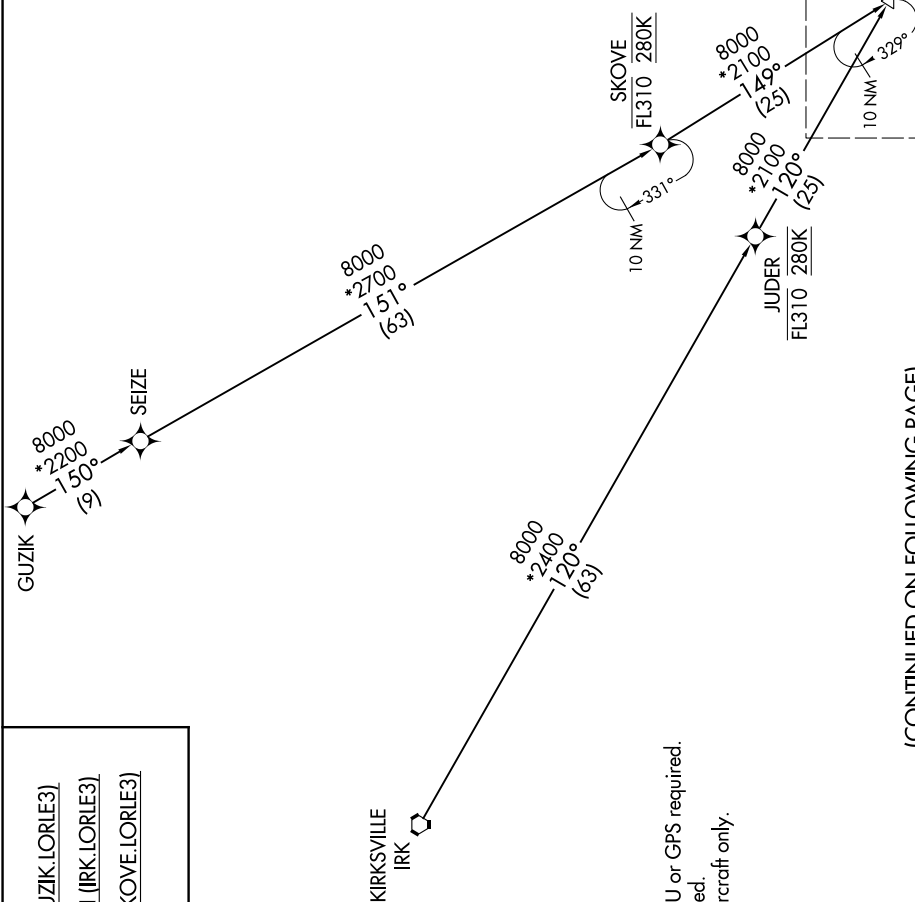 GUZIK
8000
*2200
150°
(9)
SEIZE
8000
*2700
151°
(63)
SKOVE
FL310 280K
10 NM
331°
8000
*2100
149°
(25)
10 NM
329°
KIRKSVILLE
IRK
8000
*2400
120°
(63)
JUDER
FL310 280K
8000
*2100
120°
(25)
UZIK.LORLE3)
(IRK.LORLE3)
KOVE.LORLE3)
U or GPS required.
ed.
rcraft only.
(CONTINUED ON FOLLOWING PAGE)